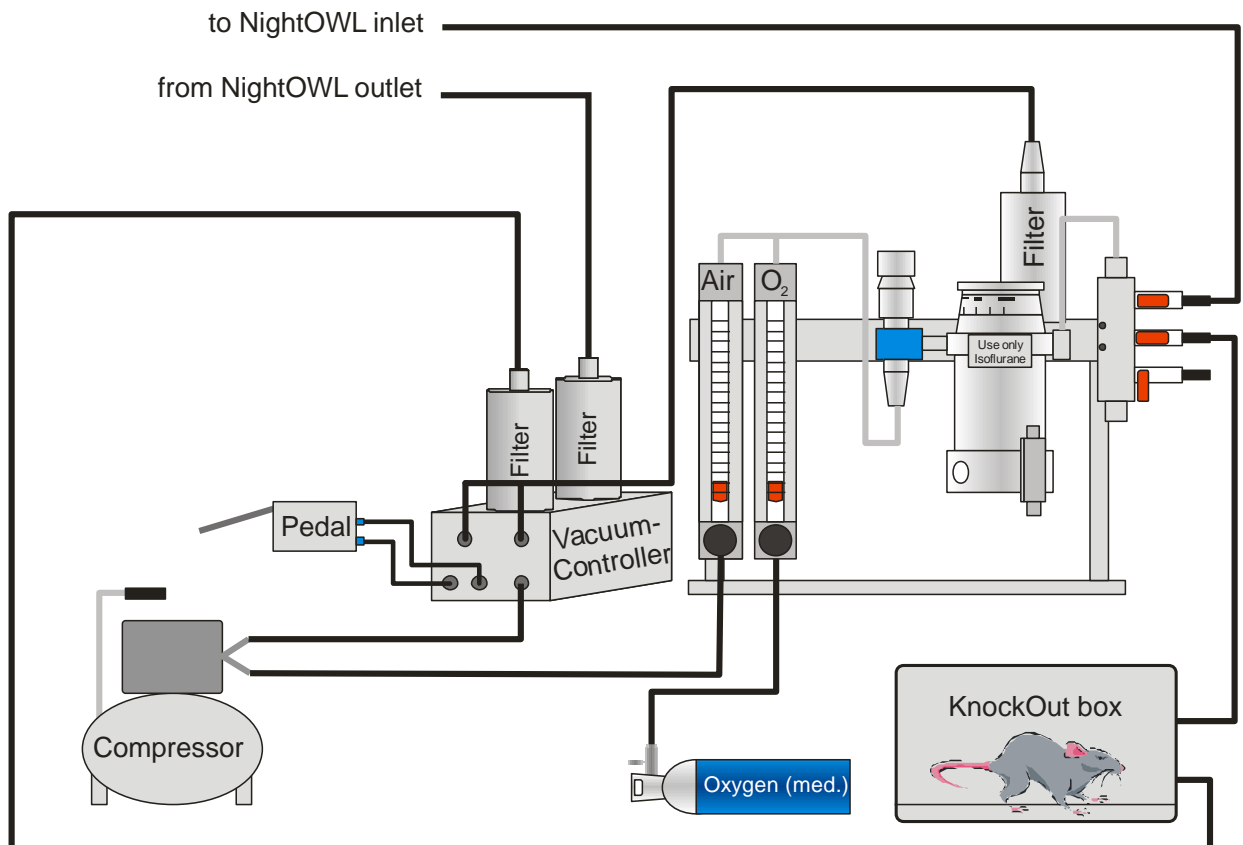 to NightOWL inlet
from NightOWL outlet
Filter
Air
O₂
Use only
Isoflurane
Filter
Filter
Pedal
Vacuum-
Controller
KnockOut box
Compressor
Oxygen (med.)